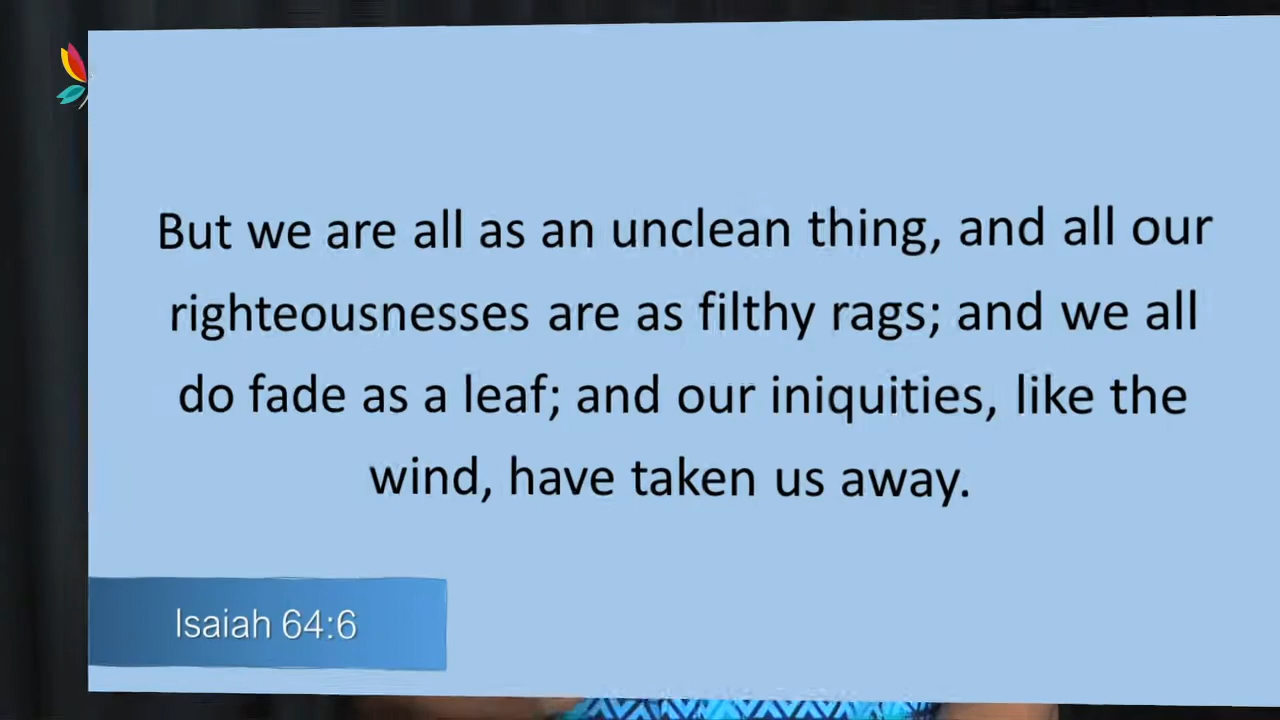 But we are all as an unclean thing, and all our
righteousnesses are as filthy rags; and we all
do fade as a leaf; and our iniquities, like the
wind, have taken us away.
Isaiah 64:6